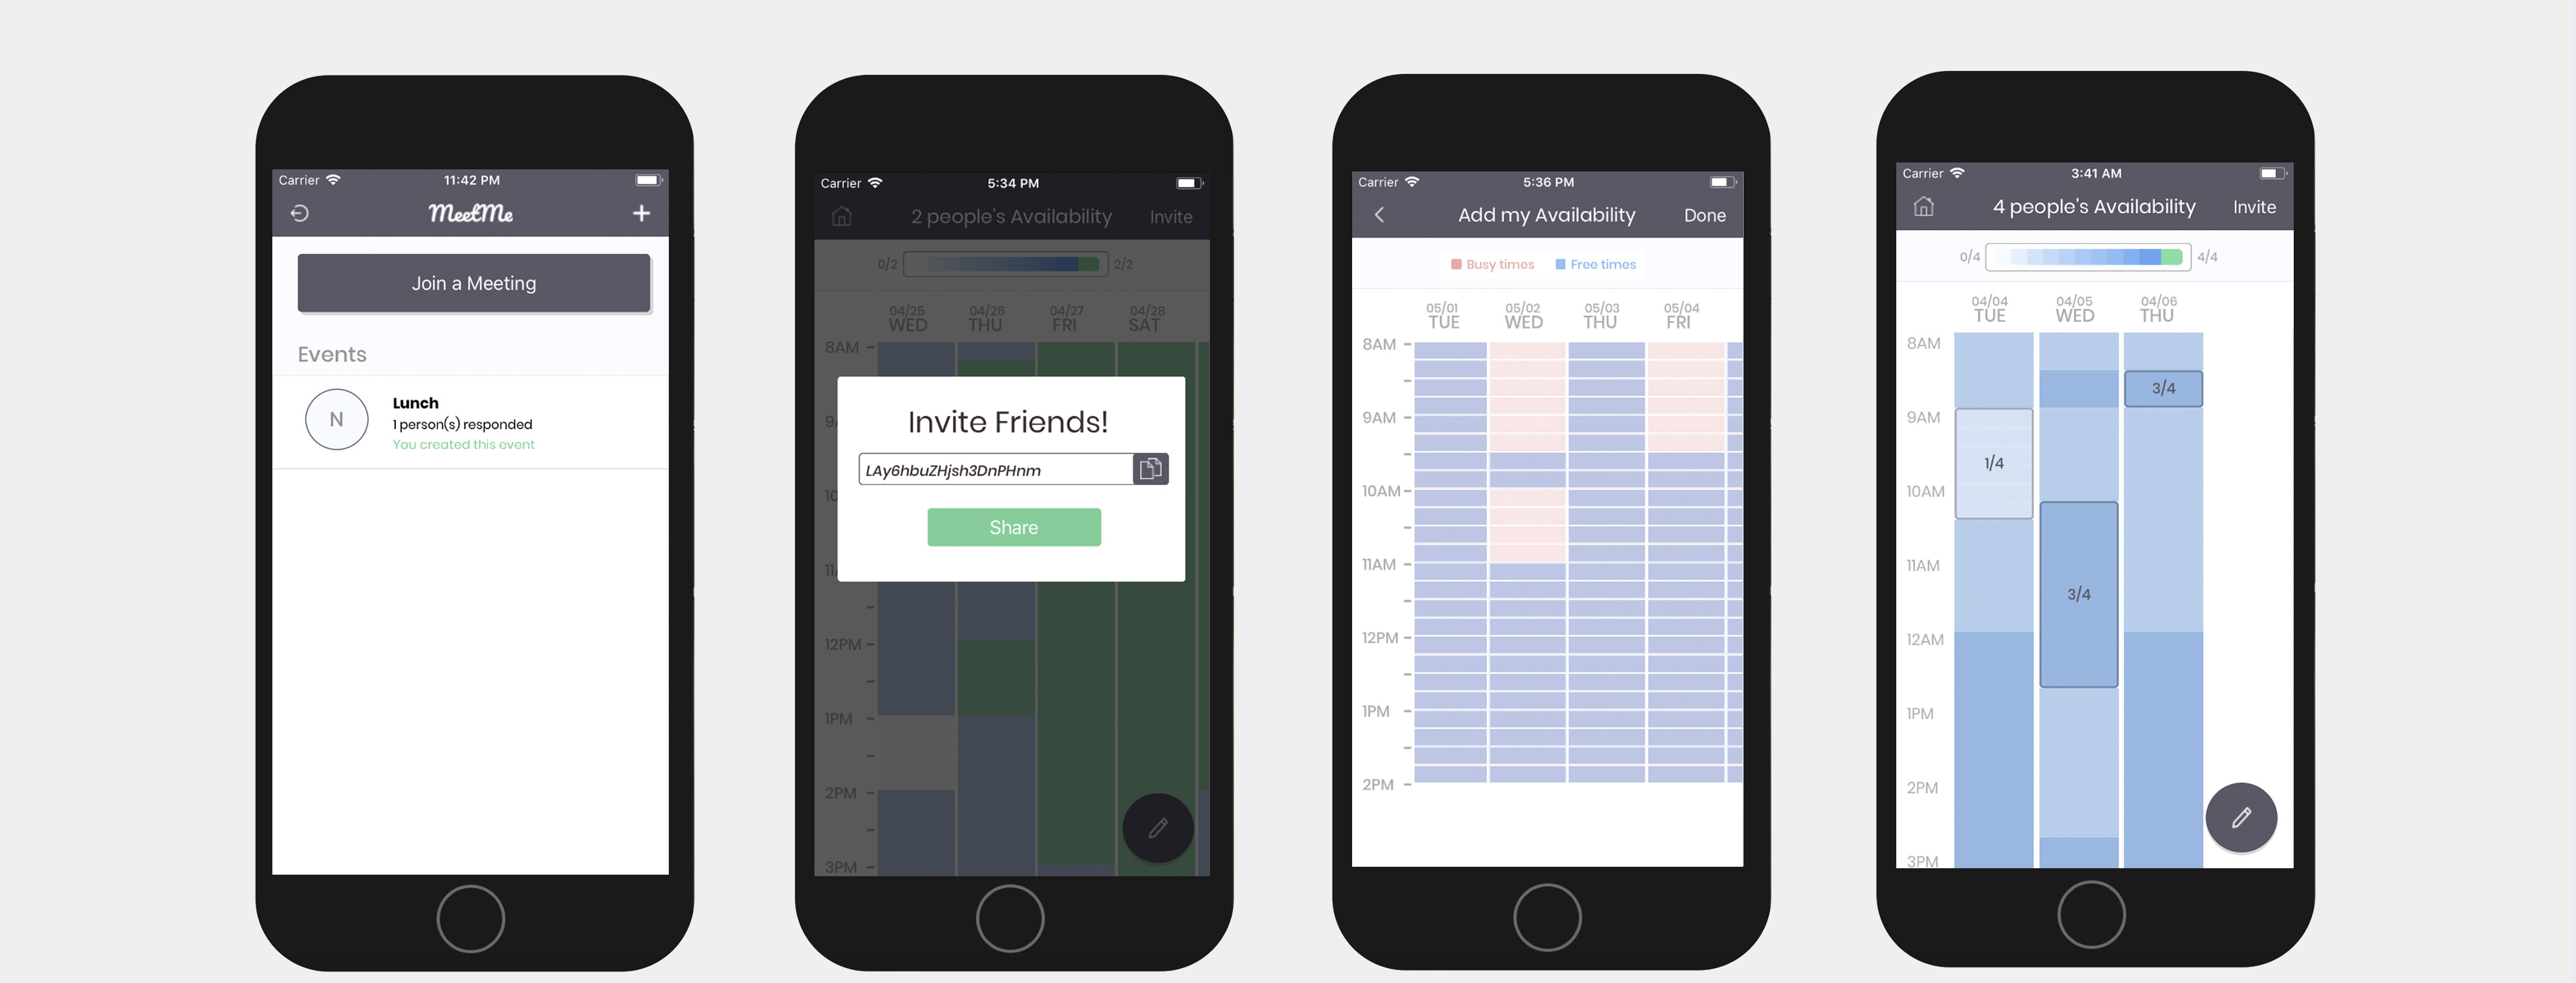 Carrier 11:42 PM
MeetMe +
Join a Meeting
Events
N
Lunch
1 person(s) responded
You created this event
Carrier 5:34 PM
2 people's Availability Invite
0/2 2/2
04/25 04/26 04/27 04/28
WED THU FRI SAT
8AM
9
Invite Friends!
LAy6hbuZHjsh3DnPHnm
10
Share
11
12PM
1PM
2PM
3PM
Carrier 5:36 PM
Add my Availability Done
Busy times Free times
05/01 05/02 05/03 05/04
TUE WED THU FRI
8AM
9AM
10AM
11AM
12PM
1PM
2PM
Carrier 3:41 AM
4 people's Availability Invite
0/4 4/4
04/04 04/05 04/06
TUE WED THU
8AM
3/4
9AM
1/4
10AM
11AM
3/4
12AM
1PM
2PM
3PM